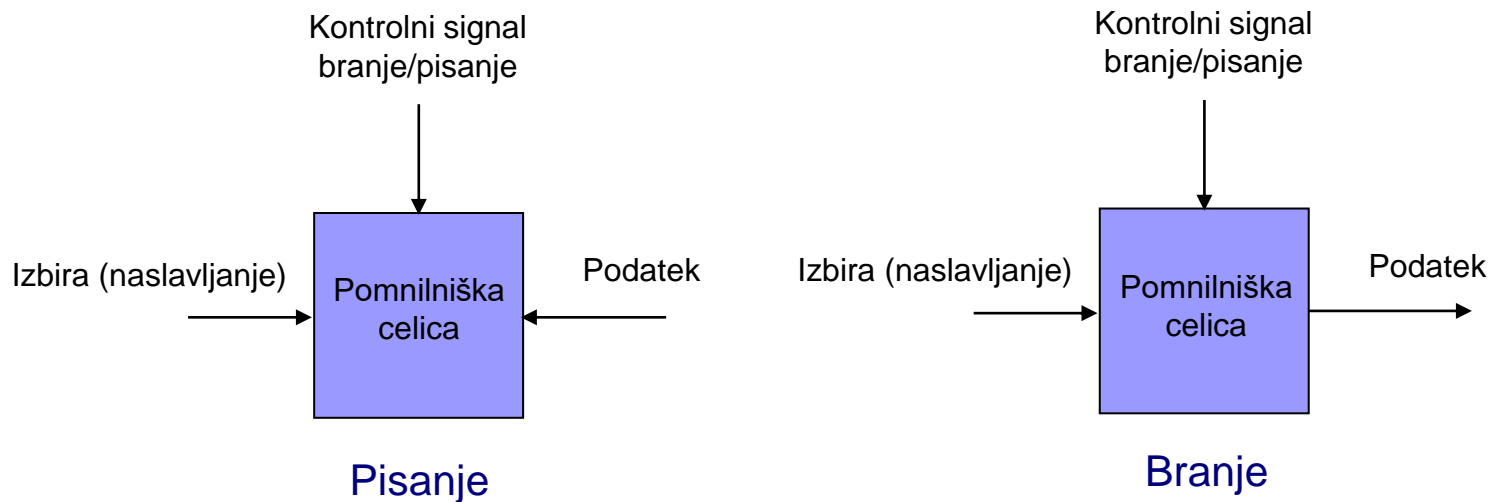 Kontrolni signal
branje/pisanje
Izbira (naslavljanje)
Pomnilniška
celica
Podatek
Pisanje
Kontrolni signal
branje/pisanje
Izbira (naslavljanje)
Pomnilniška
celica
Podatek
Branje